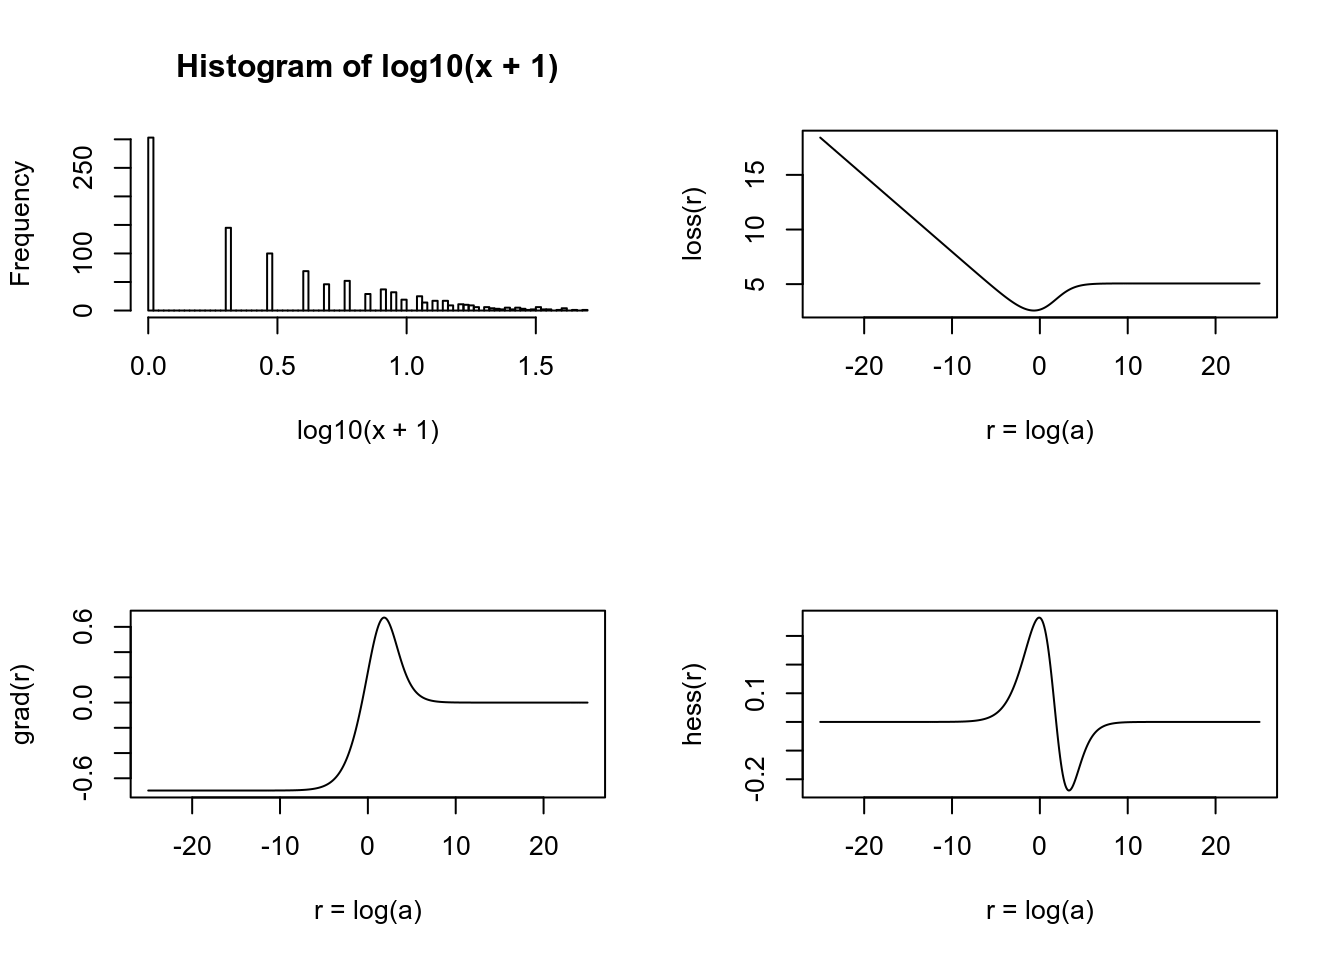 Histogram of log10(x + 1)
Frequency
0 100 250
0.0 0.5 1.0 1.5
log10(x + 1)
loss(r)
5 10 15
-20 -10 0 10 20
r = log(a)
grad(r)
-0.6 0.0 0.6
-20 -10 0 10 20
r = log(a)
hess(r)
-0.2 0.1
-20 -10 0 10 20
r = log(a)